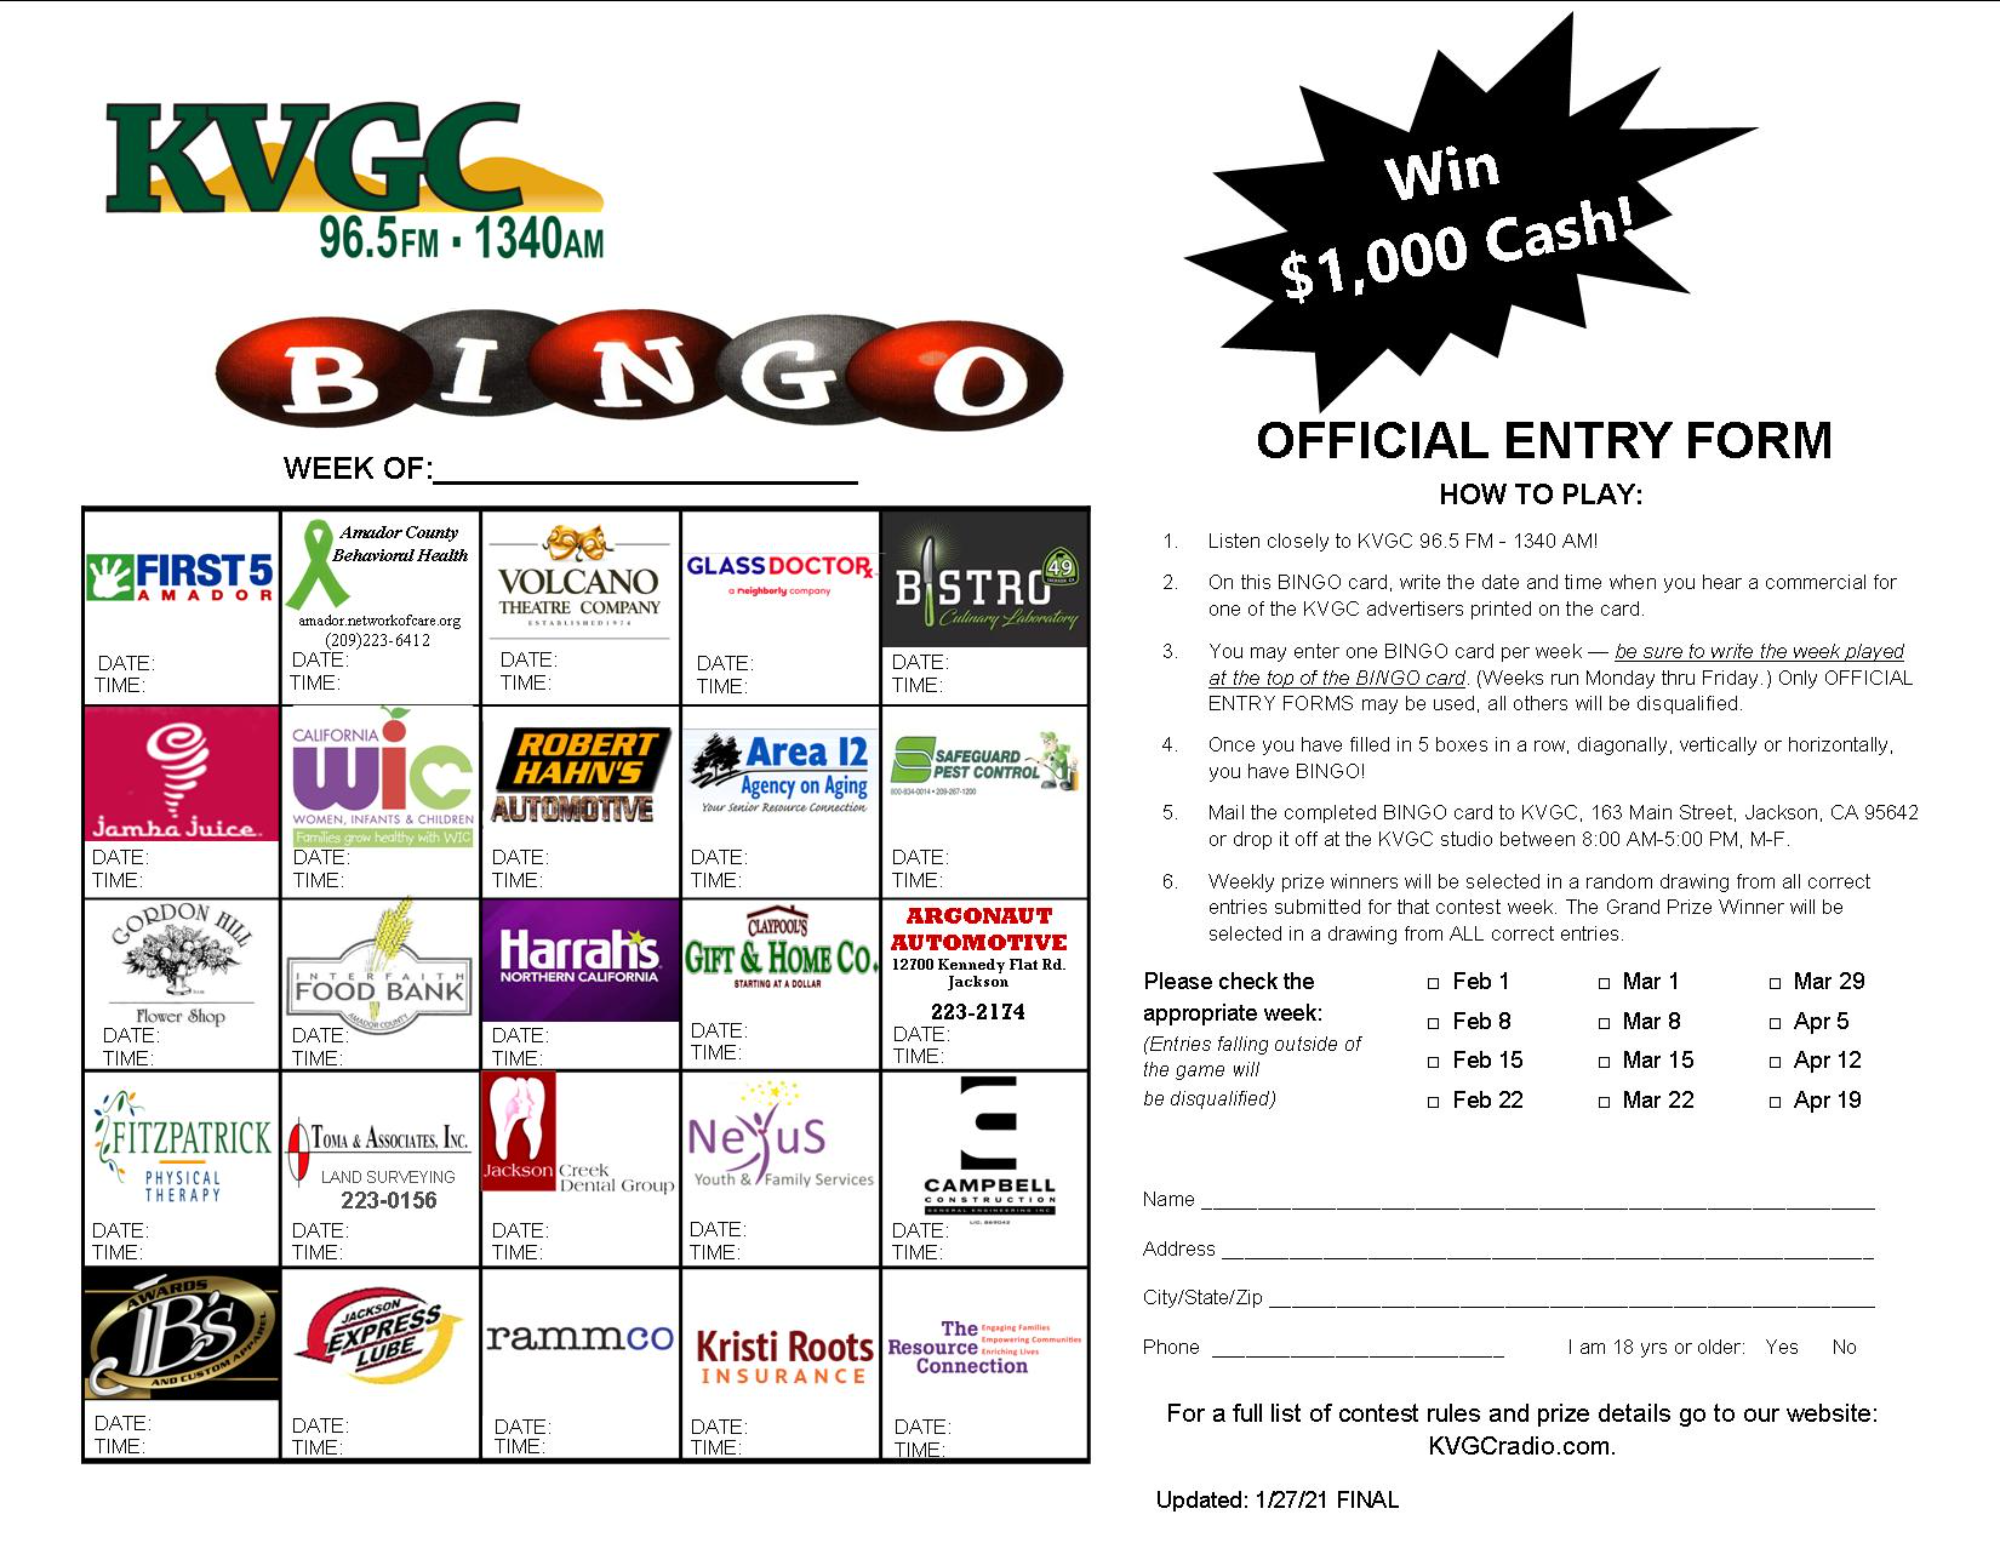 KVGC
96.5FM - 1340AM
BINGO
WEEK OF:
FIRST 5
AMADOR
DATE:
TIME:
Amador County
Behavioral Health
amador.networkofcare.org
(209)223-6412
DATE:
TIME:
VOLCANO
THEATRE COMPANY
ESTABLISHED 1974
DATE:
TIME:
GLASS DOCTOR
a neighborly company
DATE:
TIME:
BISTRO 49
Culinary Laboratory
DATE:
TIME:
jamba juice
DATE:
TIME:
CALIFORNIA
wic
WOMEN, INFANTS & CHILDREN
Families grow healthy with WIC
DATE:
TIME:
ROBERT
HAHN'S
AUTOMOTIVE
DATE:
TIME:
Area 12
Agency on Aging
Your Senior Resource Connection
DATE:
TIME:
SAFEGUARD
PEST CONTROL
800-834-0014 • 209-267-1200
DATE:
TIME:
GORDON HILL
Flower Shop
DATE:
TIME:
INTERFAITH
FOOD BANK
AMADOR COUNTY
DATE:
TIME:
Harrah's
NORTHERN CALIFORNIA
DATE:
TIME:
CLAYPOOL'S
GIFT & HOME CO.
STARTING AT A DOLLAR
DATE:
TIME:
ARGONAUT
AUTOMOTIVE
12700 Kennedy Flat Rd.
Jackson
223-2174
DATE:
TIME:
FITZPATRICK
PHYSICAL
THERAPY
DATE:
TIME:
TOMA & ASSOCIATES, INC.
LAND SURVEYING
223-0156
DATE:
TIME:
Jackson Creek
Dental Group
DATE:
TIME:
Nexus
Youth & Family Services
DATE:
TIME:
CAMPBELL
CONSTRUCTION
GENERAL ENGINEERING INC
DATE:
TIME:
AWARDS
JB's
AND CUSTOM APPAREL
DATE:
TIME:
JACKSON
EXPRESS
LUBE
DATE:
TIME:
rammco
DATE:
TIME:
Kristi Roots
INSURANCE
DATE:
TIME:
The
Resource
Connection
Engaging Families
Empowering Communities
Enriching Lives
DATE:
TIME:
Win
$1,000 Cash!
OFFICIAL ENTRY FORM
HOW TO PLAY:
1. Listen closely to KVGC 96.5 FM - 1340 AM!
2. On this BINGO card, write the date and time when you hear a commercial for
one of the KVGC advertisers printed on the card.
3. You may enter one BINGO card per week — be sure to write the week played
at the top of the BINGO card. (Weeks run Monday thru Friday.) Only OFFICIAL
ENTRY FORMS may be used, all others will be disqualified.
4. Once you have filled in 5 boxes in a row, diagonally, vertically or horizontally,
you have BINGO!
5. Mail the completed BINGO card to KVGC, 163 Main Street, Jackson, CA 95642
or drop it off at the KVGC studio between 8:00 AM-5:00 PM, M-F.
6. Weekly prize winners will be selected in a random drawing from all correct
entries submitted for that contest week. The Grand Prize Winner will be
selected in a drawing from ALL correct entries.
Please check the
appropriate week:
(Entries falling outside of
the game will
be disqualified)
□ Feb 1 □ Mar 1 □ Mar 29
□ Feb 8 □ Mar 8 □ Apr 5
□ Feb 15 □ Mar 15 □ Apr 12
□ Feb 22 □ Mar 22 □ Apr 19
Name
Address
City/State/Zip
Phone I am 18 yrs or older: Yes No
For a full list of contest rules and prize details go to our website:
KVGCradio.com.
Updated: 1/27/21 FINAL